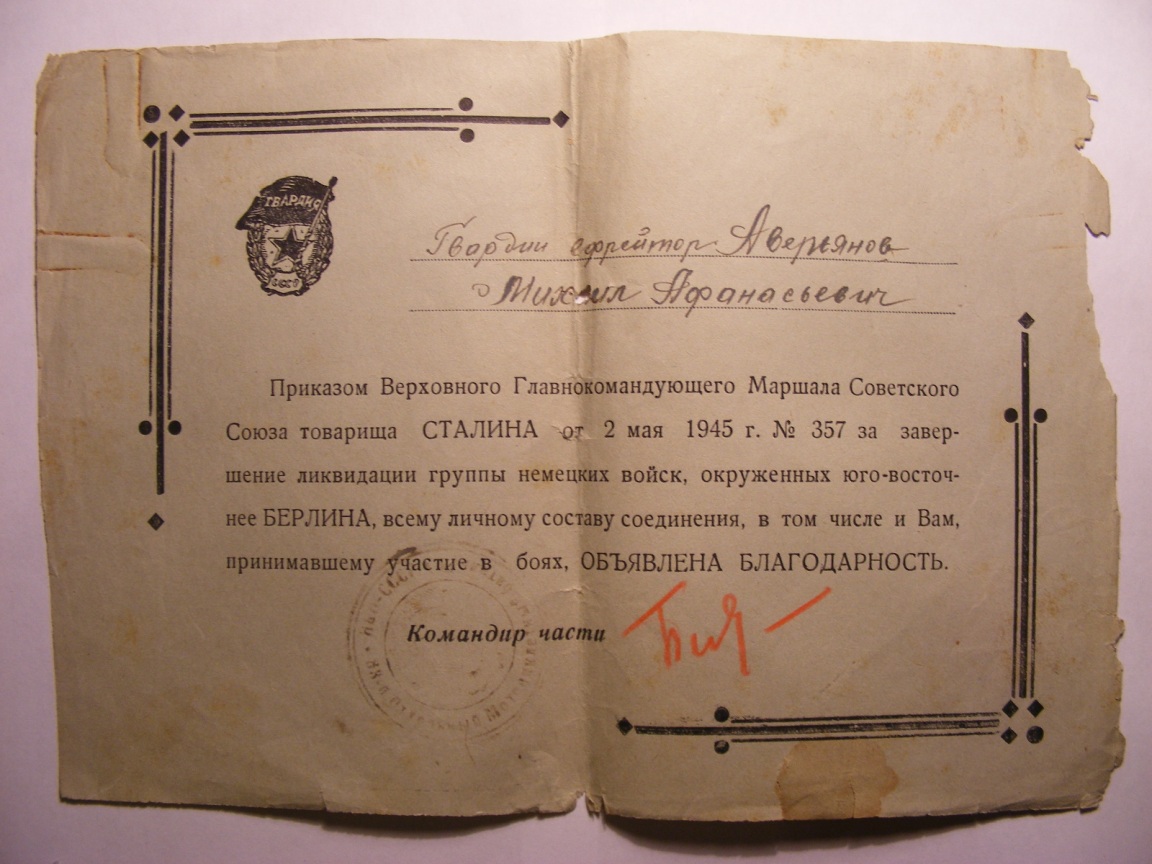 ГВАРДИЯ
СССР
Гвардии ефрейтор Аверьянов
Михаил Афанасьевич
Приказом Верховного Главнокомандующего Маршала Советского
Союза товарища СТАЛИНА от 2 мая 1945 г. № 357 за завер-
шение ликвидации группы немецких войск, окруженных юго-восточ-
нее БЕРЛИНА, всему личному составу соединения, в том числе и Вам,
принимавшему участие в боях, ОБЪЯВЛЕНА БЛАГОДАРНОСТЬ.
Командир части